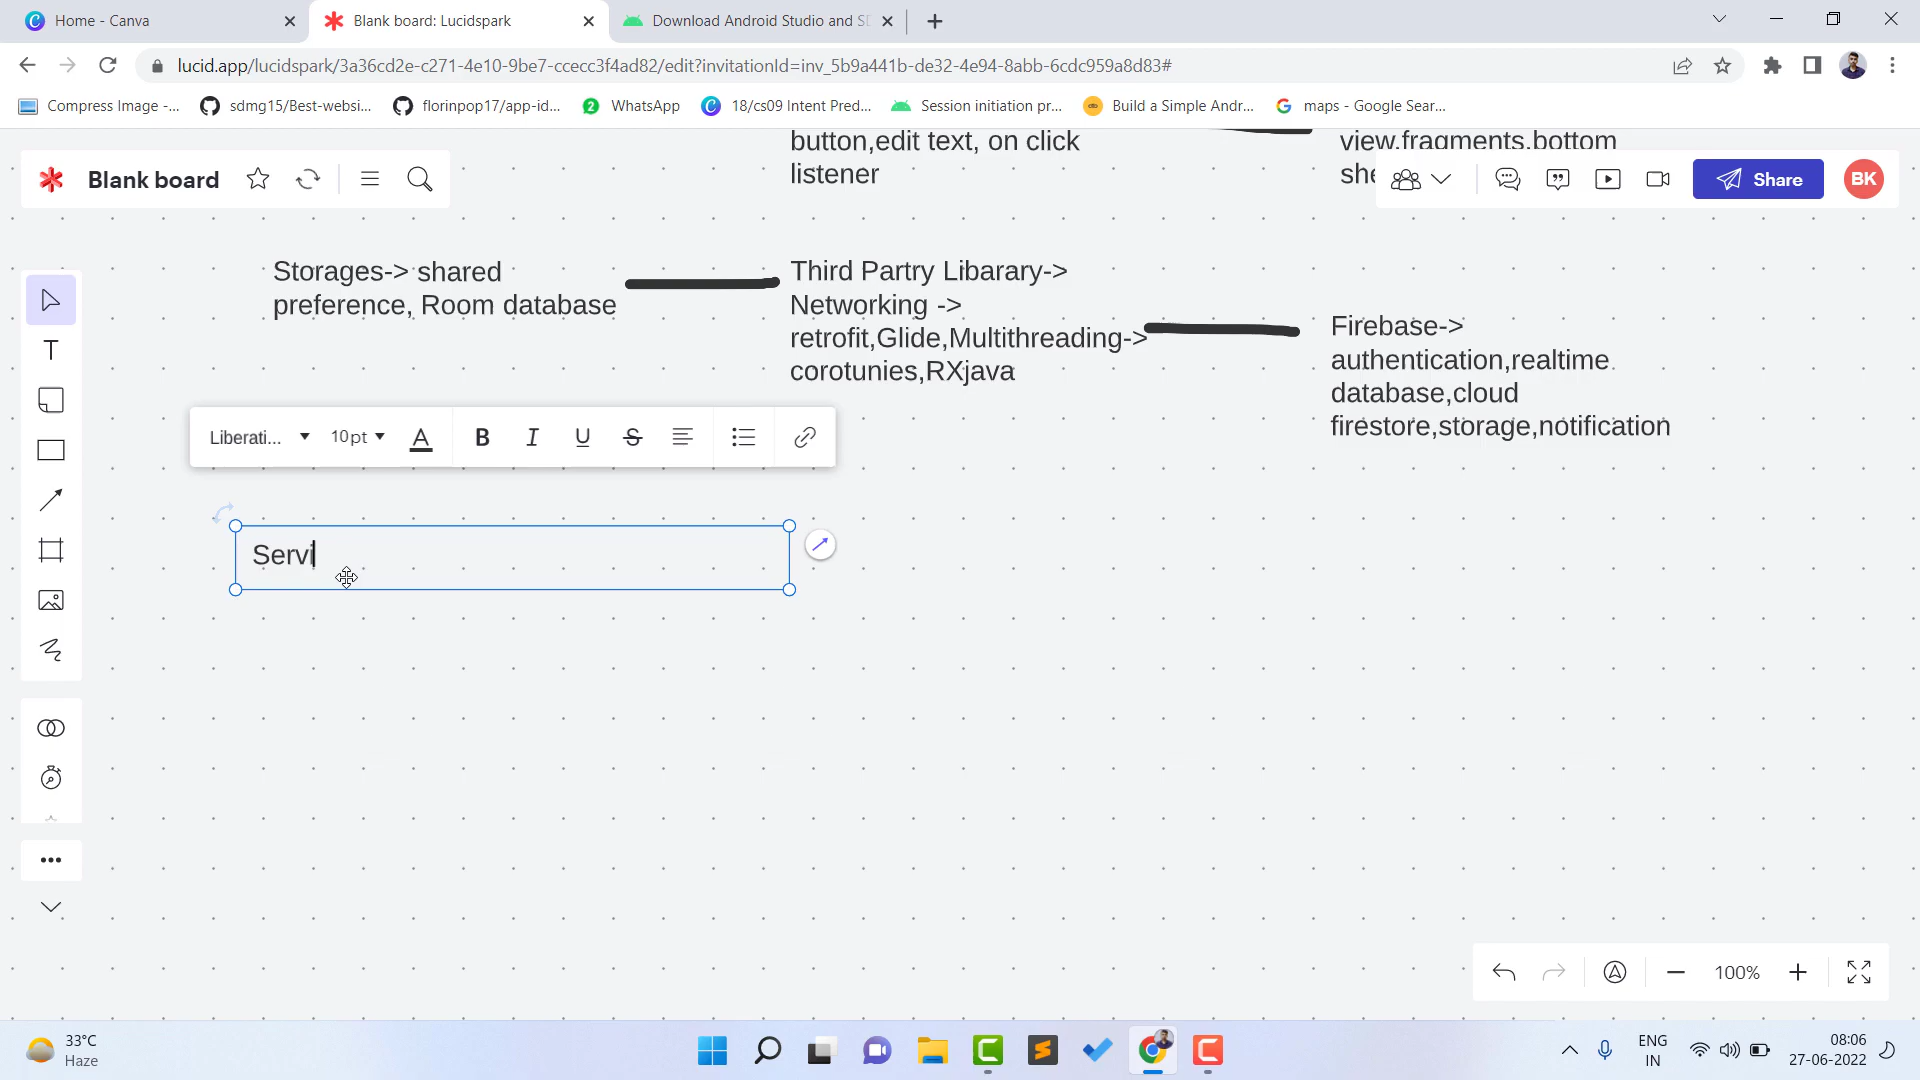 Home - Canva
Blank board: Lucidspark
Download Android Studio and SD
lucid.app/lucidspark/3a36cd2e-c271-4e10-9be7-ccecc3f4ad82/edit?invitationId=inv_5b9a441b-de32-4e94-8abb-6cdc959a8d83#
Compress Image -...
sdmg15/Best-websi...
florinpop17/app-id...
2
WhatsApp
18/cs09 Intent Pred...
Session initiation pr...
Build a Simple Andr...
maps - Google Sear...
button,edit text, on click
listener
view,fragments,bottom
she
Blank board
Share
BK
Storages-> shared
preference, Room database
Third Partry Libarary->
Networking ->
retrofit,Glide,Multithreading->
corotunies,RXjava
Firebase->
authentication,realtime
database,cloud
firestore,storage,notification
T
Liberati...
10pt
A
B
I
U
S
Servi
100%
33°C
Haze
ENG
IN
08:06
27-06-2022